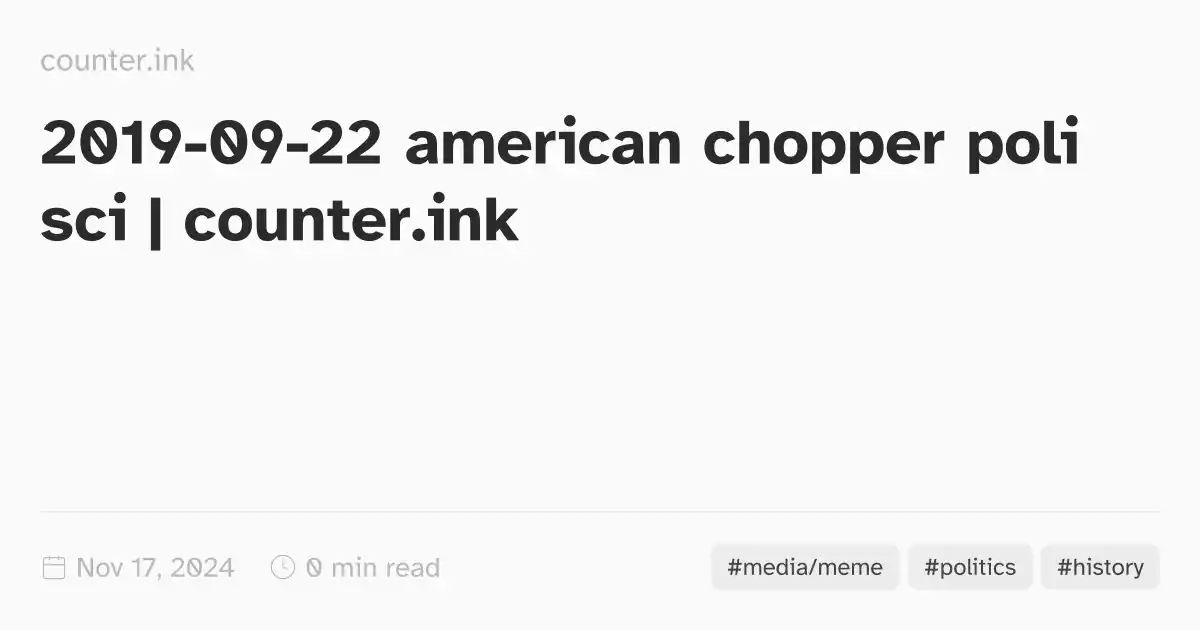 counter.ink
2019-09-22 american chopper poli
sci | counter.ink
Nov 17, 2024 0 min read #media/meme #politics #history